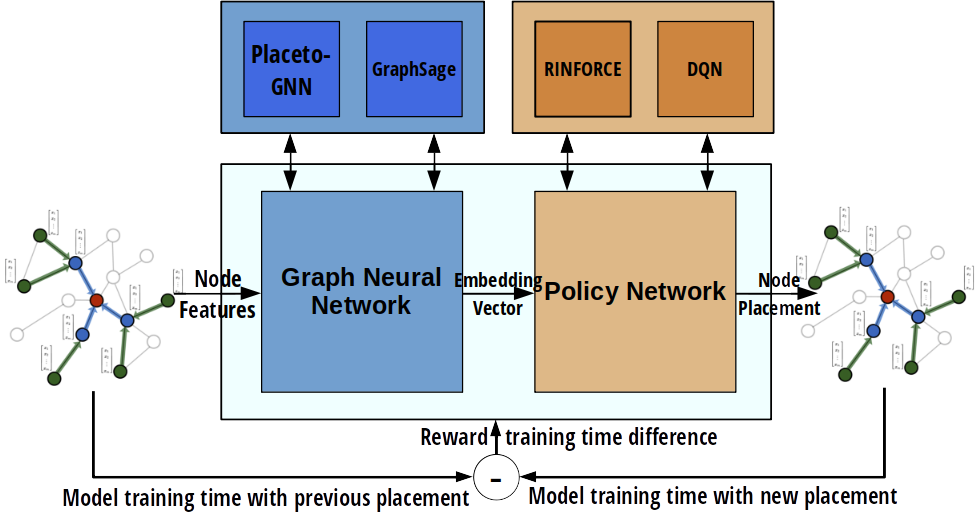 Placeto-
GNN
GraphSage
RINFORCE
DQN
Node
Features
Graph Neural
Network
Embedding
Vector
Policy Network
Node
Placement
Reward
training time difference
-
Model training time with previous placement
Model training time with new placement